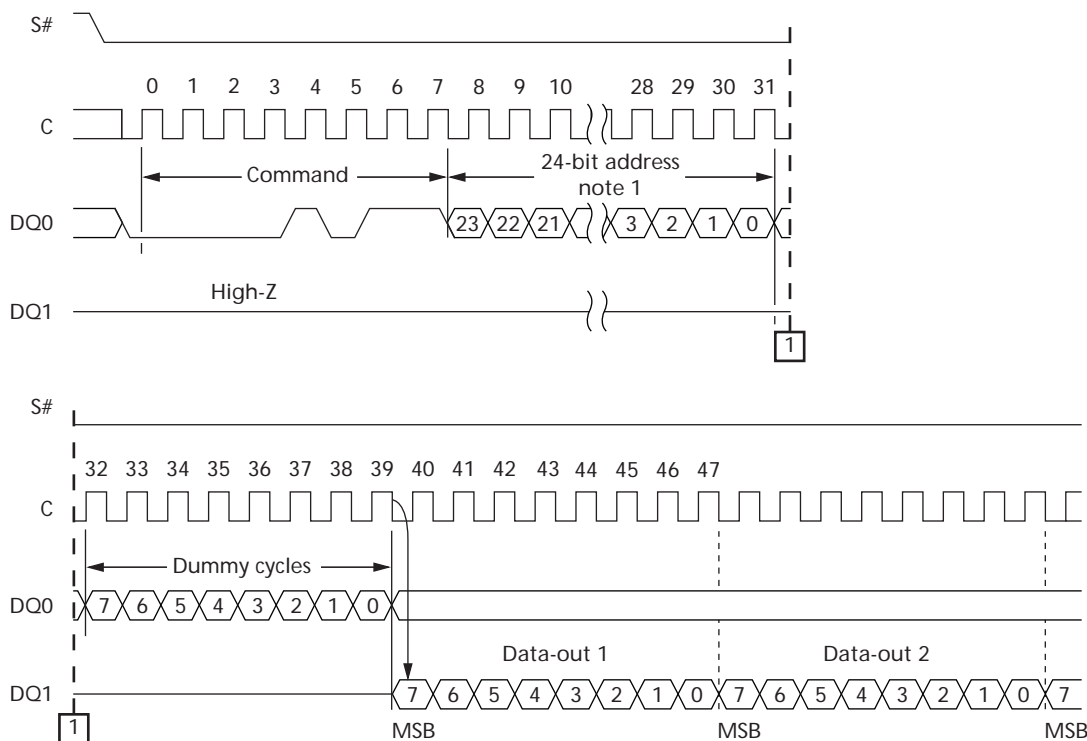 S#
0 1 2 3 4 5 6 7 8 9 10 28 29 30 31
C
Command
24-bit address
note 1
DQ0
23 22 21 3 2 1 0
High-Z
DQ1
1
S#
32 33 34 35 36 37 38 39 40 41 42 43 44 45 46 47
C
Dummy cycles
DQ0
7 6 5 4 3 2 1 0
Data-out 1 Data-out 2
DQ1
7 6 5 4 3 2 1 0 7 6 5 4 3 2 1 0 7
1
MSB MSB MSB